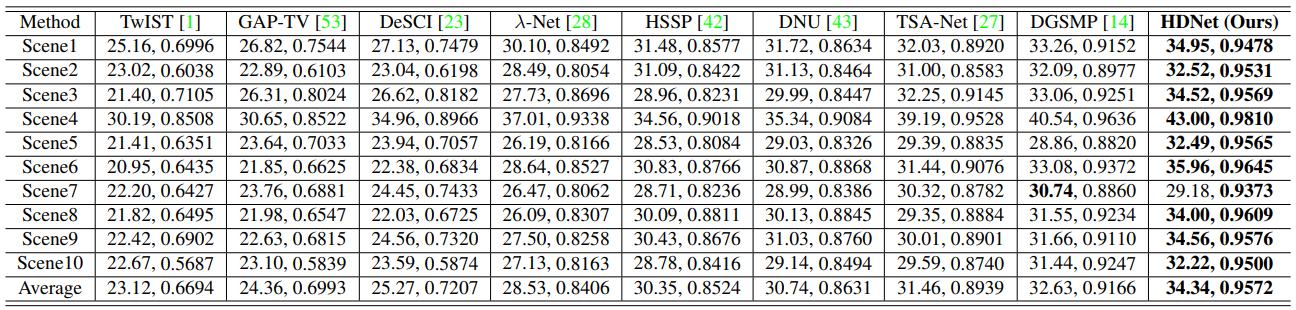 Method TwIST [1] GAP-TV [53] DeSCI [23] λ-Net [28] HSSP [42] DNU [43] TSA-Net [27] DGSMP [14] HDNet (Ours)
Scene1 25.16, 0.6996 26.82, 0.7544 27.13, 0.7479 30.10, 0.8492 31.48, 0.8577 31.72, 0.8634 32.03, 0.8920 33.26, 0.9152 34.95, 0.9478
Scene2 23.02, 0.6038 22.89, 0.6103 23.04, 0.6198 28.49, 0.8054 31.09, 0.8422 31.13, 0.8464 31.00, 0.8583 32.09, 0.8977 32.52, 0.9531
Scene3 21.40, 0.7105 26.31, 0.8024 26.62, 0.8182 27.73, 0.8696 28.96, 0.8231 29.99, 0.8447 32.25, 0.9145 33.06, 0.9251 34.52, 0.9569
Scene4 30.19, 0.8508 30.65, 0.8522 34.96, 0.8966 37.01, 0.9338 34.56, 0.9018 35.34, 0.9084 39.19, 0.9528 40.54, 0.9636 43.00, 0.9810
Scene5 21.41, 0.6351 23.64, 0.7033 23.94, 0.7057 26.19, 0.8166 28.53, 0.8084 29.03, 0.8326 29.39, 0.8835 28.86, 0.8820 32.49, 0.9565
Scene6 20.95, 0.6435 21.85, 0.6625 22.38, 0.6834 28.64, 0.8527 30.83, 0.8766 30.87, 0.8868 31.44, 0.9076 33.08, 0.9372 35.96, 0.9645
Scene7 22.20, 0.6427 23.76, 0.6881 24.45, 0.7433 26.47, 0.8062 28.71, 0.8236 28.99, 0.8386 30.32, 0.8782 30.74, 0.8860 29.18, 0.9373
Scene8 21.82, 0.6495 21.98, 0.6547 22.03, 0.6725 26.09, 0.8307 30.09, 0.8811 30.13, 0.8845 29.35, 0.8884 31.55, 0.9234 34.00, 0.9609
Scene9 22.42, 0.6902 22.63, 0.6815 24.56, 0.7320 27.50, 0.8258 30.43, 0.8676 31.03, 0.8760 30.01, 0.8901 31.66, 0.9110 34.56, 0.9576
Scene10 22.67, 0.5687 23.10, 0.5839 23.59, 0.5874 27.13, 0.8163 28.78, 0.8416 29.14, 0.8494 29.59, 0.8740 31.44, 0.9247 32.22, 0.9500
Average 23.12, 0.6694 24.36, 0.6993 25.27, 0.7207 28.53, 0.8406 30.35, 0.8524 30.74, 0.8631 31.46, 0.8939 32.63, 0.9166 34.34, 0.9572